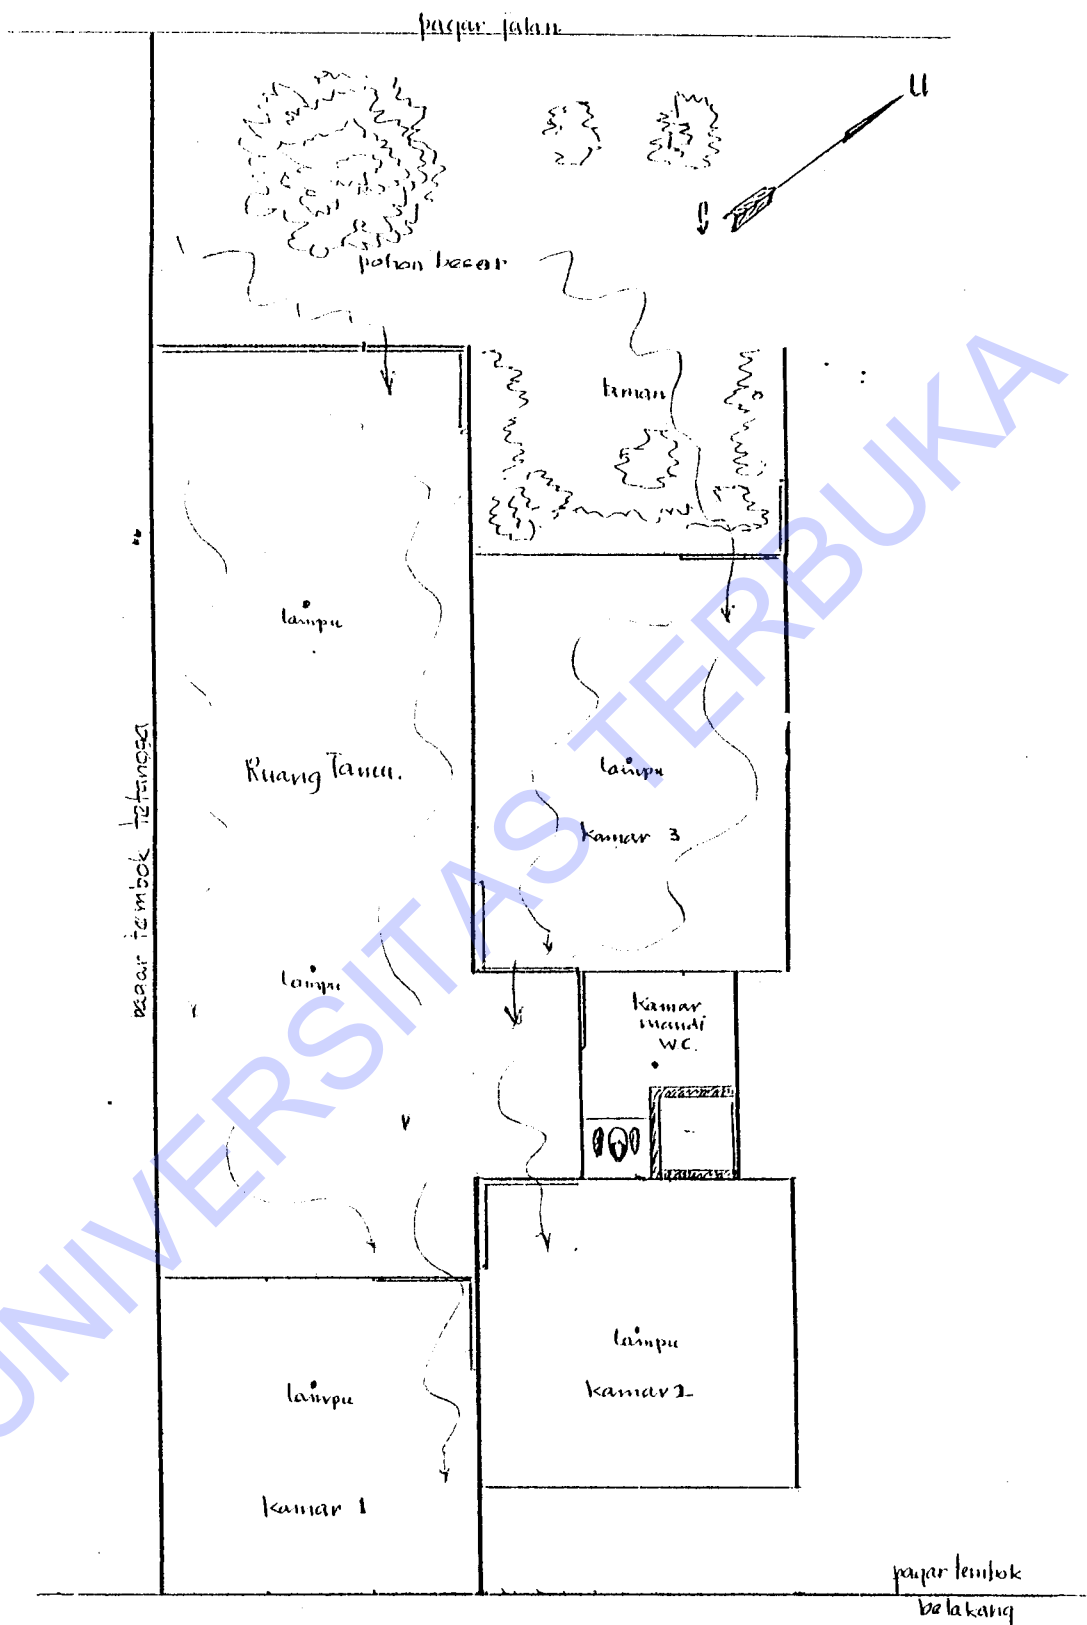 pagar jalan
U
pohon besar
taman
lampu
pagar tembok tetangga
Ruang Tamu.
lampu
kamar 3
lampu
kamar
mandi
W.C.
lampu
kamar 2
lampu
kamar 1
pagar tembok
belakang
UNIVERSITAS TERBUKA